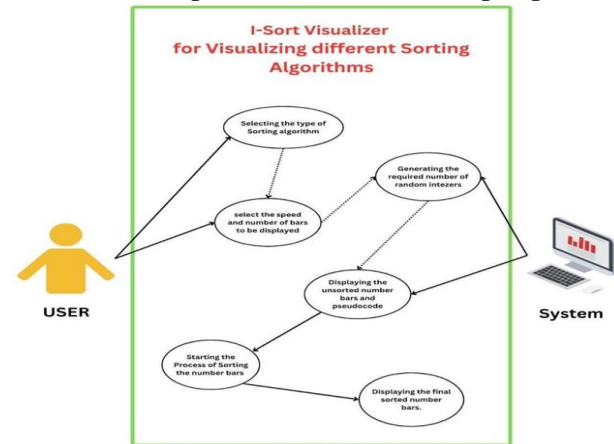 I-Sort Visualizer
for Visualizing different Sorting
Algorithms
Selecting the type of
Sorting algorithm
Generating the
required number of
random intezers
select the speed
and number of bars
to be displayed
USER
System
Displaying the
unsorted number
bars and
pseudocode
Starting the
Process of Sorting
the number bars
Displaying the final
sorted number
bars.